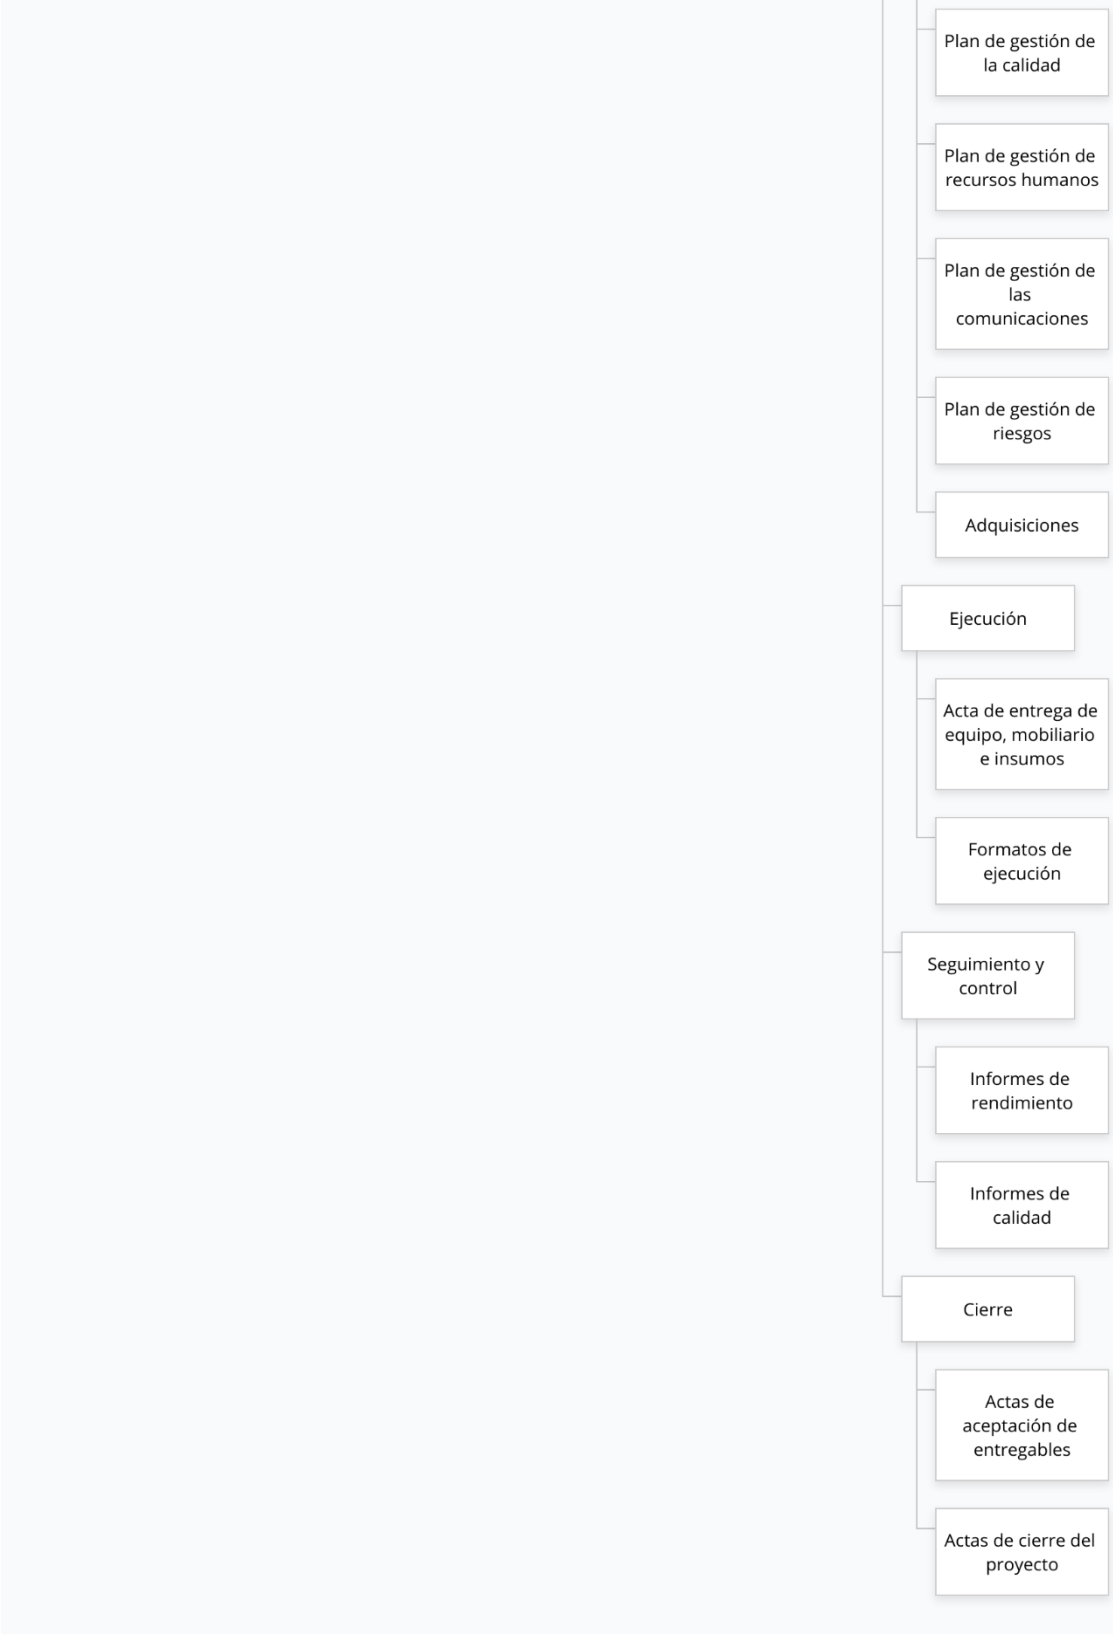 Plan de gestión de
la calidad
Plan de gestión de
recursos humanos
Plan de gestión de
las
comunicaciones
Plan de gestión de
riesgos
Adquisiciones
Ejecución
Acta de entrega de
equipo, mobiliario
e insumos
Formatos de
ejecución
Seguimiento y
control
Informes de
rendimiento
Informes de
calidad
Cierre
Actas de
aceptación de
entregables
Actas de cierre del
proyecto